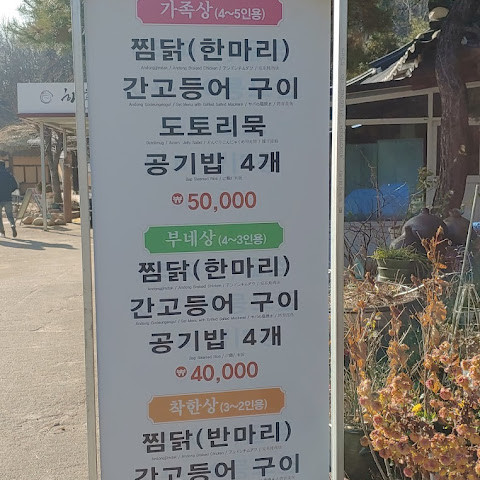 가족상(4~5인용)
찜닭(한마리)
간고등어 구이
도토리묵
공기밥 4개
₩50,000
부네상(4~3인용)
찜닭(한마리)
간고등어 구이
공기밥 4개
₩40,000
착한상(3~2인용)
찜닭(반마리)
간고등어 구이